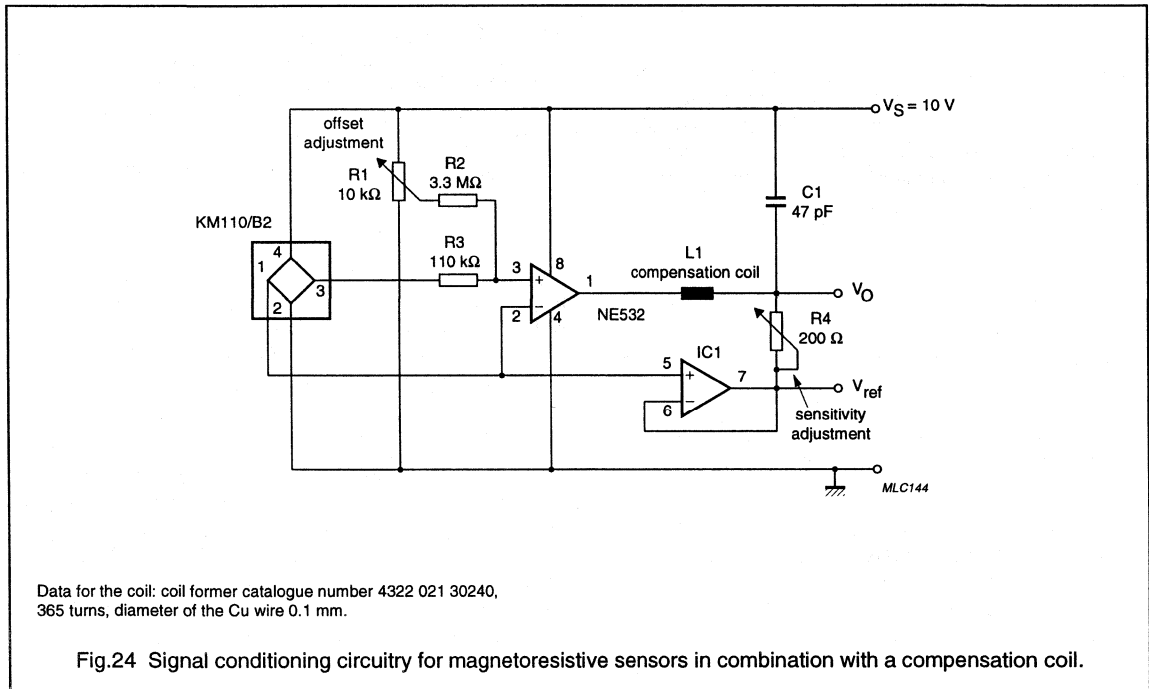 VS = 10 V
offset
adjustment
R1
10 kΩ
R2
3.3 MΩ
C1
47 pF
KM110/B2
4
1
3
2
R3
110 kΩ
3
+
8
1
−
2
4
NE532
L1
compensation coil
VO
R4
200 Ω
IC1
5
+
7
−
6
Vref
sensitivity
adjustment
MLC144
Data for the coil: coil former catalogue number 4322 021 30240,
365 turns, diameter of the Cu wire 0.1 mm.
Fig.24 Signal conditioning circuitry for magnetoresistive sensors in combination with a compensation coil.